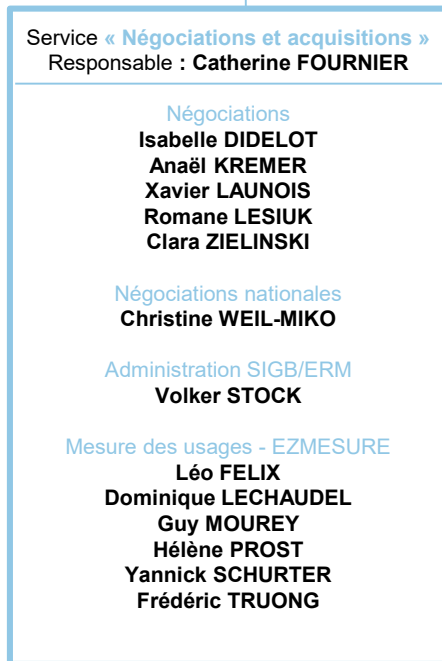 Service « Négociations et acquisitions »
Responsable : Catherine FOURNIER
Négociations
Isabelle DIDELOT
Anaël KREMER
Xavier LAUNOIS
Romane LESIUK
Clara ZIELINSKI
Négociations nationales
Christine WEIL-MIKO
Administration SIGB/ERM
Volker STOCK
Mesure des usages - EZMESURE
Léo FELIX
Dominique LECHAUDEL
Guy MOUREY
Hélène PROST
Yannick SCHURTER
Frédéric TRUONG